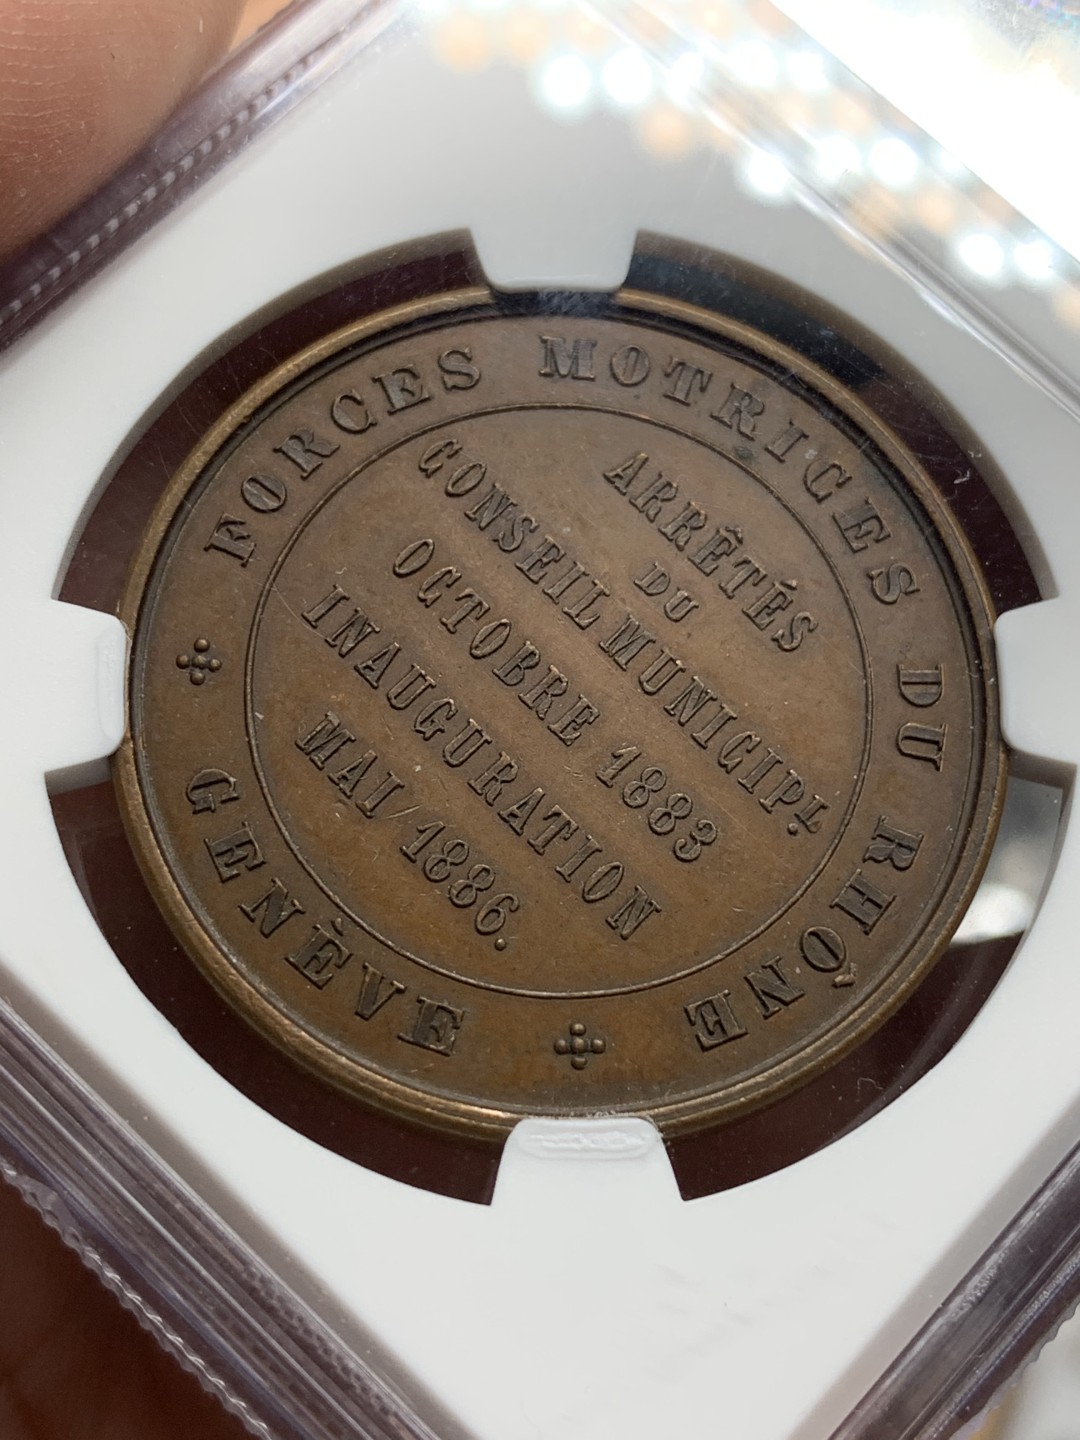 FORCES MOTRICES DU RHÔNE
GENÈVE
ARRÊTÉS
DU
CONSEIL MUNICIPL.
OCTOBRE 1883
INAUGURATION
MAI 1886.